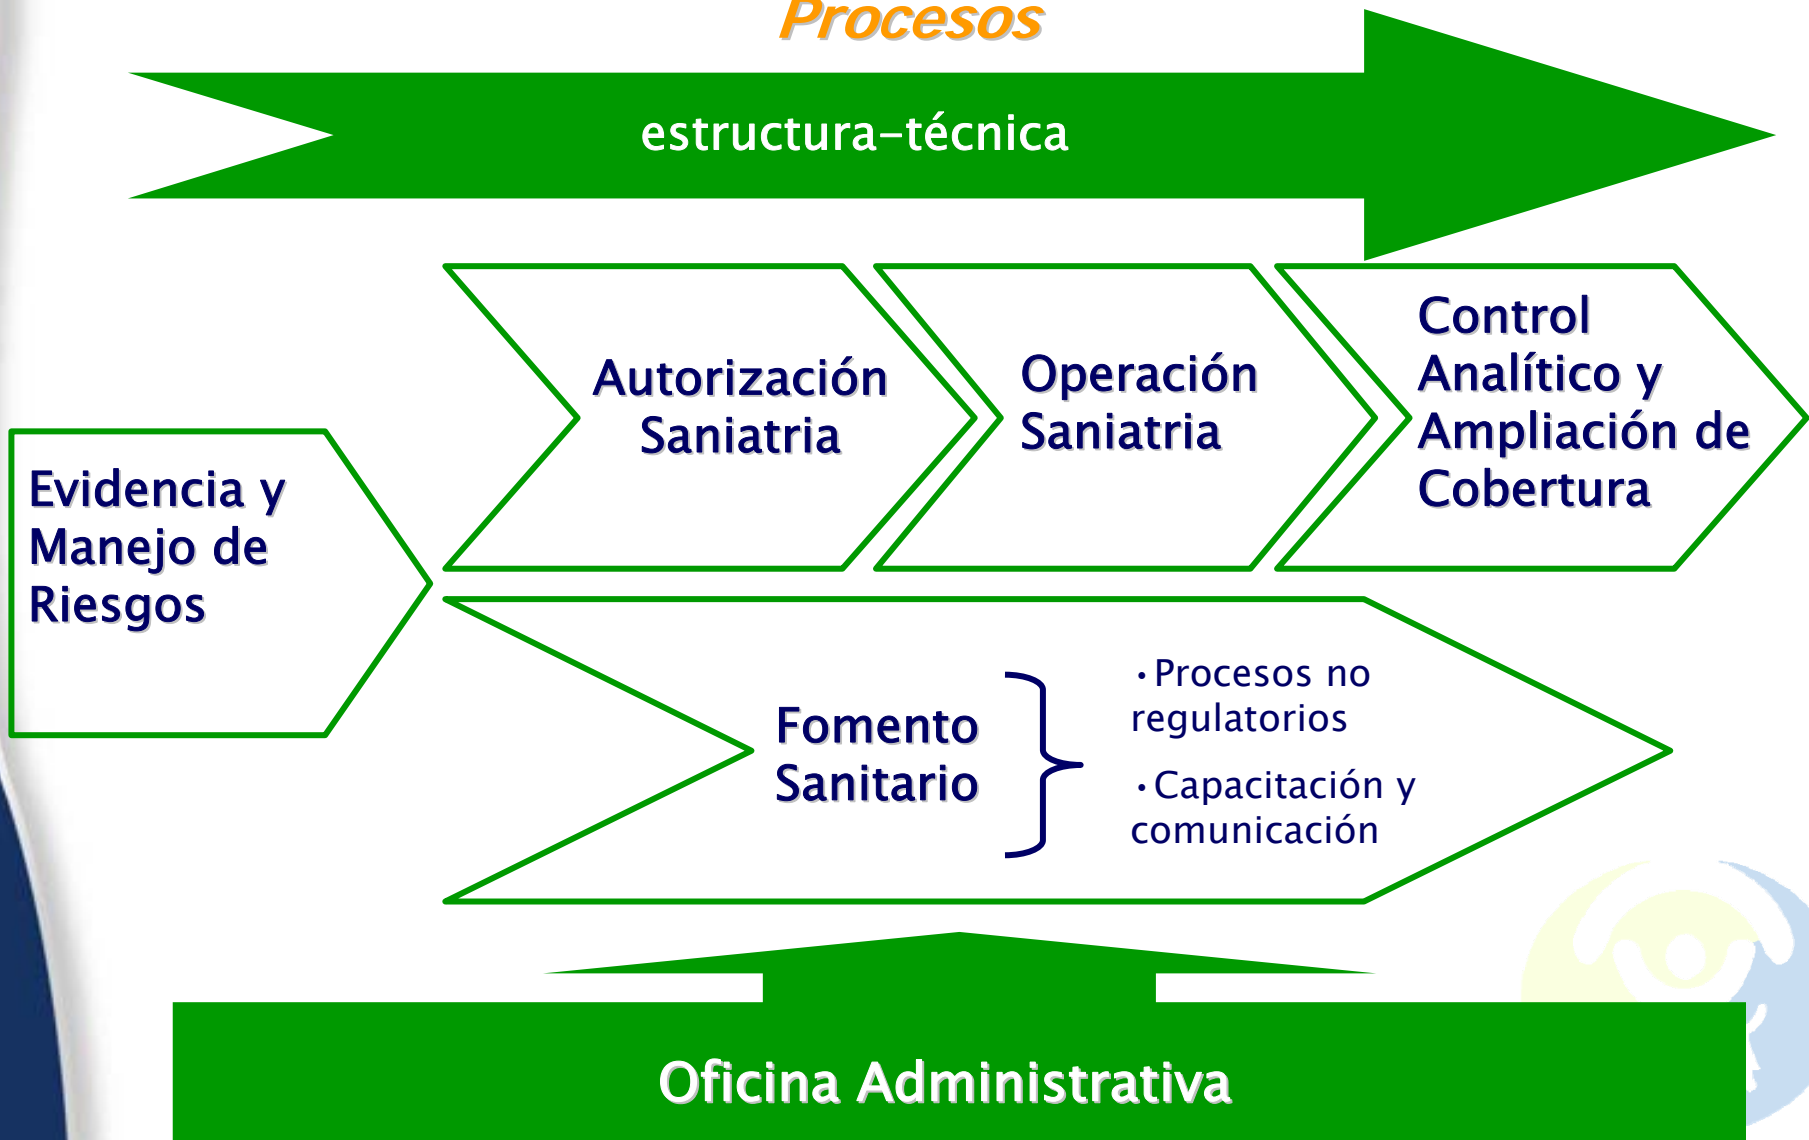 Procesos
estructura-técnica
Autorización
Saniatria
Operación
Saniatria
Control
Analítico y
Ampliación de
Cobertura
Evidencia y
Manejo de
Riesgos
Fomento
Sanitario
•Procesos no
regulatorios
•Capacitación y
comunicación
Oficina Administrativa